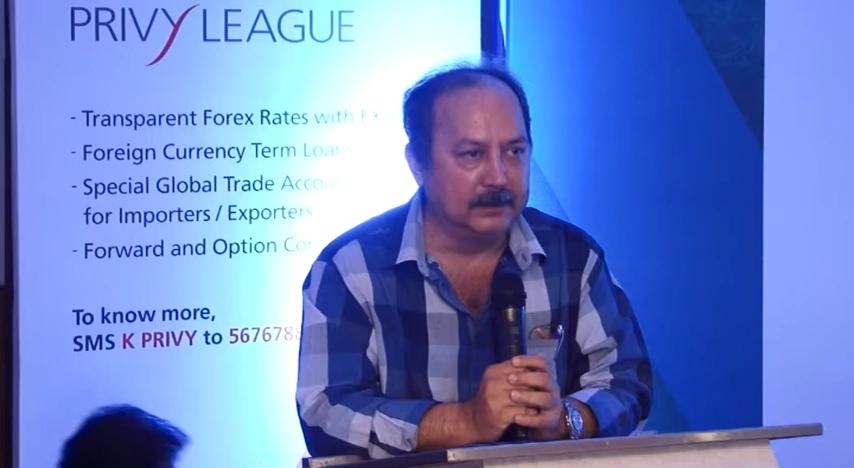 PRIVY LEAGUE
- Transparent Forex Rates with FX
- Foreign Currency Term
- Special Global Trade
for Importers / Exporters
- Forward and Option
To know more,
SMS K PRIVY to